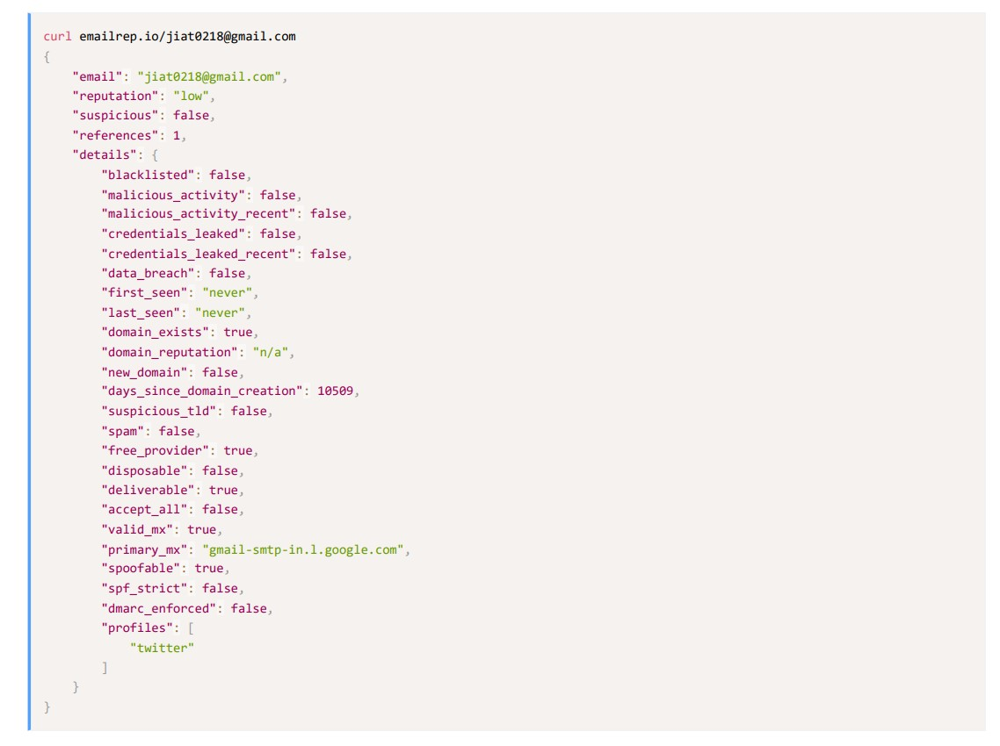 curl emailrep.io/jiat0218@gmail.com
{
    "email": "jiat0218@gmail.com",
    "reputation": "low",
    "suspicious": false,
    "references": 1,
    "details": {
        "blacklisted": false,
        "malicious_activity": false,
        "malicious_activity_recent": false,
        "credentials_leaked": false,
        "credentials_leaked_recent": false,
        "data_breach": false,
        "first_seen": "never",
        "last_seen": "never",
        "domain_exists": true,
        "domain_reputation": "n/a",
        "new_domain": false,
        "days_since_domain_creation": 10509,
        "suspicious_tld": false,
        "spam": false,
        "free_provider": true,
        "disposable": false,
        "deliverable": true,
        "accept_all": false,
        "valid_mx": true,
        "primary_mx": "gmail-smtp-in.l.google.com",
        "spoofable": true,
        "spf_strict": false,
        "dmarc_enforced": false,
        "profiles": [
            "twitter"
        ]
    }
}